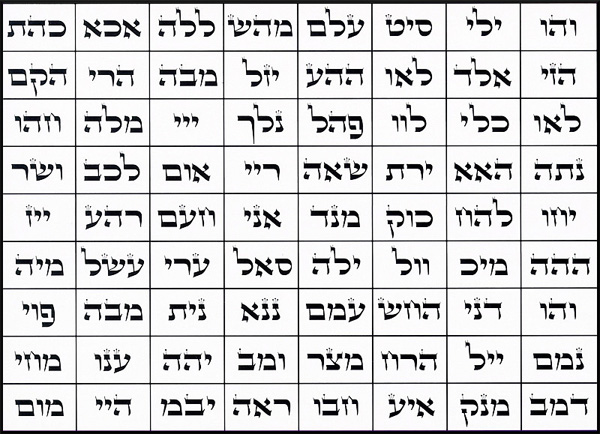 והו ילי סיט עלם מהש ללה אכא כהת
הזי אלד לאו ההע יזל מבה הרי הקם
לאו כלי לוו פהל נלך ייי מלה חהו
נתה האא ירת שאה ריי אום לכב ושר
יחו להח כוק מנד אני חעם רהע ייז
ההה מיכ וול ילה סאל ערי עשל מיה
והו דני החש עמם ננא נית מבה פוי
נמם ייל הרח מצר ומב יהה ענו מחי
דמב מנק איע חבו ראה יבמ היי מום